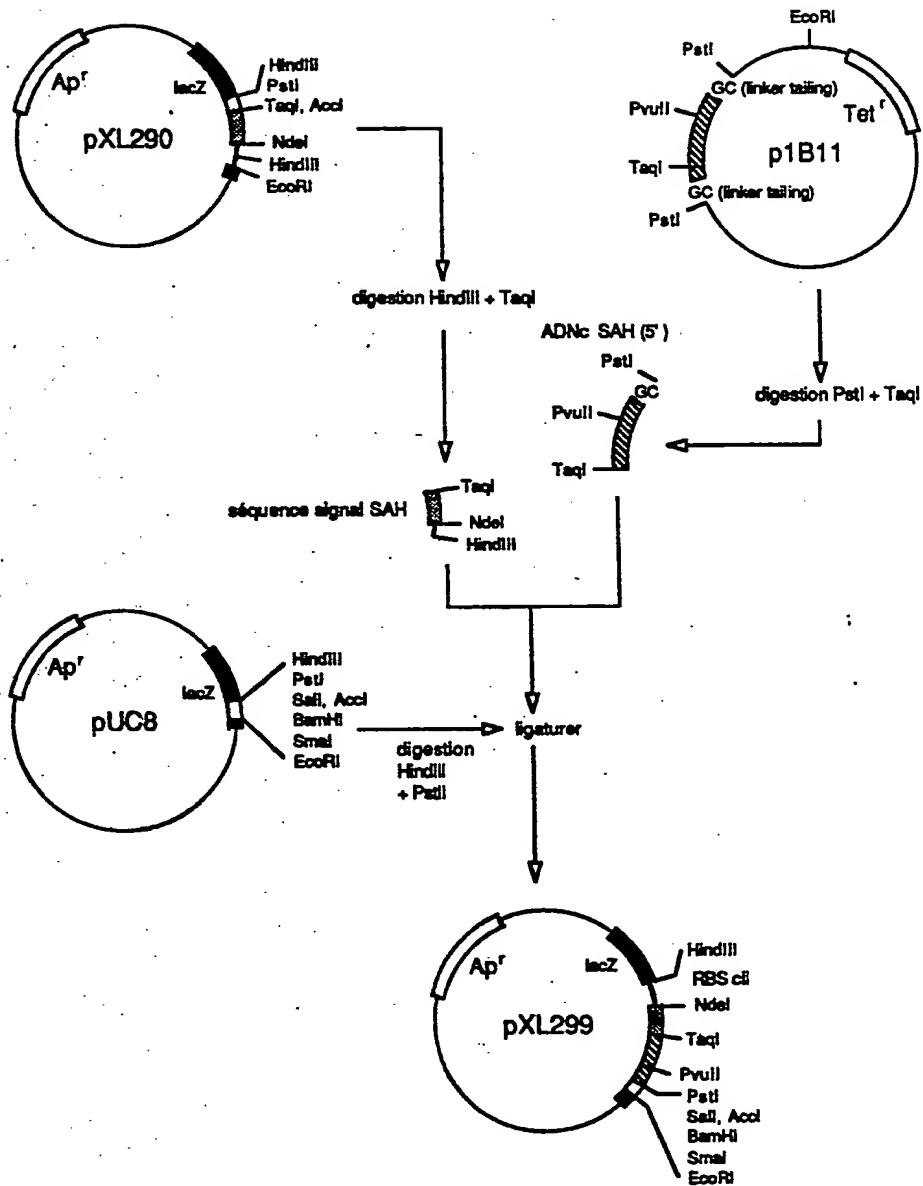 Apr
lacZ
HindIII
PstI
TaqI, AccI
NdeI
HindIII
EcoRI
pXL290
EcoRI
PstI
GC (linker tailing)
PvuII
Tetr
p1B11
TaqI
GC (linker tailing)
PstI
digestion HindIII + TaqI
ADNc SAH (5')
PstI
GC
PvuII
TaqI
digestion PstI + TaqI
séquence signal SAH
TaqI
NdeI
HindIII
Apr
lacZ
pUC8
HindIII
PstI
SalI, AccI
BamHI
SmaI
EcoRI
digestion
HindIII
+ PstII
ligaturer
Apr
lacZ
pXL299
HindIII
RBS cII
NdeI
TaqI
PvuII
PstI
SalI, AccI
BamHI
SmaI
EcoRI